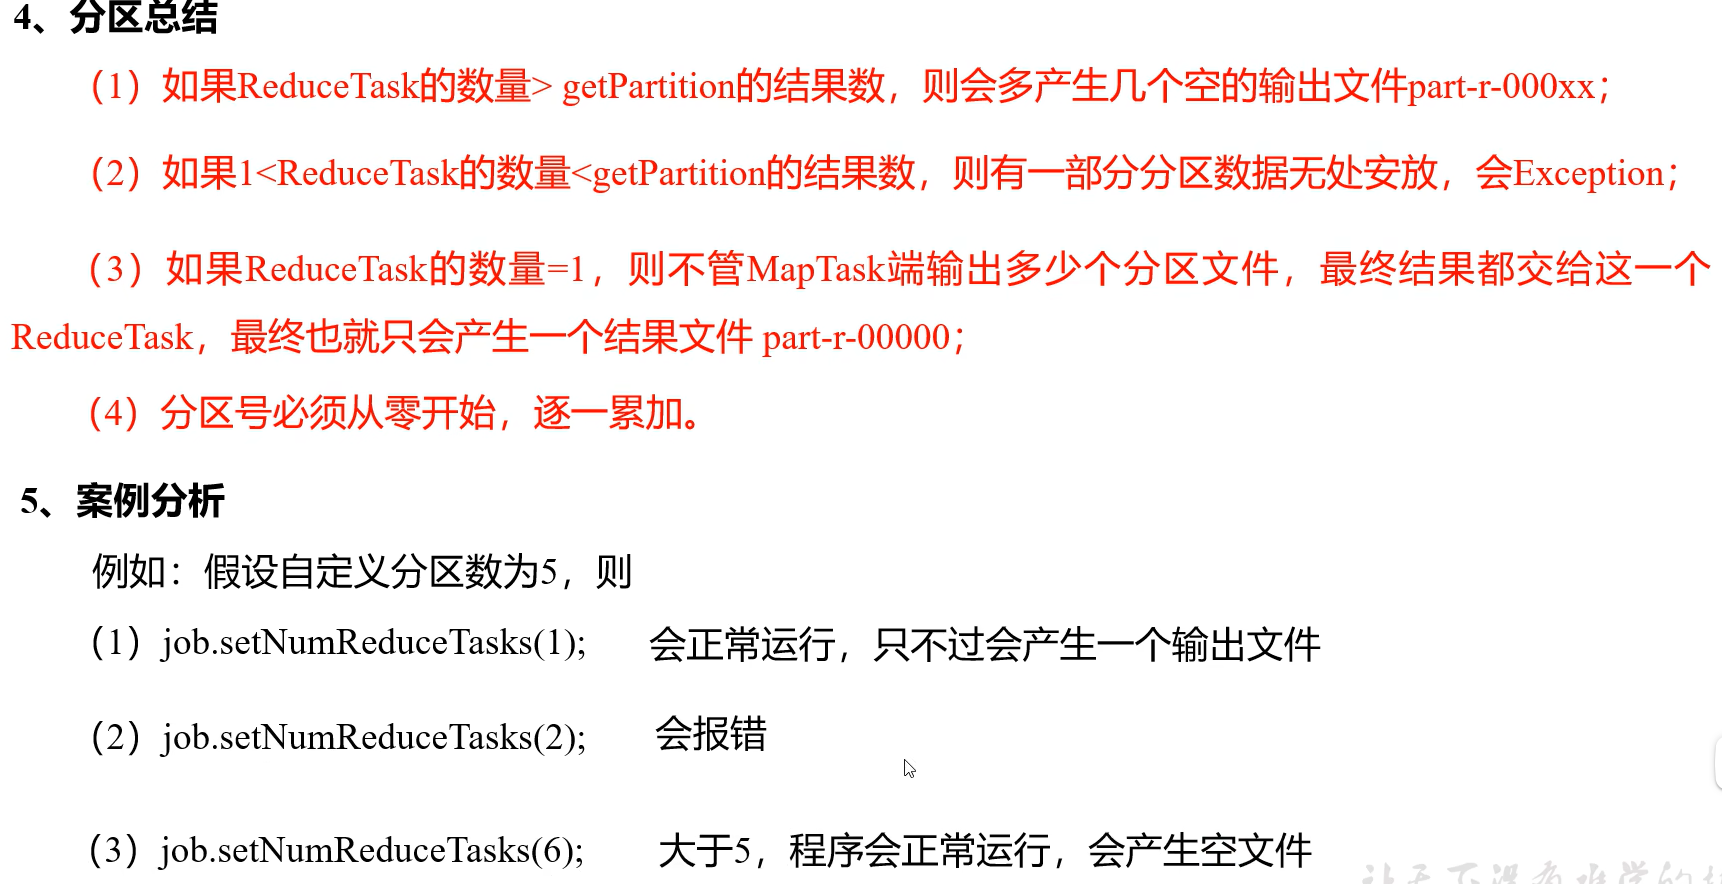 4、分区总结
（1）如果ReduceTask的数量> getPartition的结果数，则会多产生几个空的输出文件part-r-000xx；
（2）如果1<ReduceTask的数量<getPartition的结果数，则有一部分分区数据无处安放，会Exception；
（3）如果ReduceTask的数量=1，则不管MapTask端输出多少个分区文件，最终结果都交给这一个
ReduceTask，最终也就只会产生一个结果文件 part-r-00000；
（4）分区号必须从零开始，逐一累加。
5、案例分析
例如：假设自定义分区数为5，则
（1）job.setNumReduceTasks(1); 会正常运行，只不过会产生一个输出文件
（2）job.setNumReduceTasks(2); 会报错
（3）job.setNumReduceTasks(6); 大于5，程序会正常运行，会产生空文件
让天下没有难学的